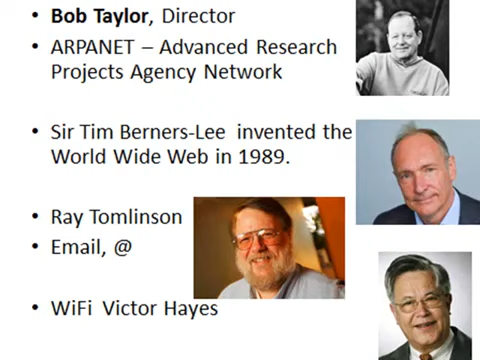 Bob Taylor, Director
ARPANET – Advanced Research
Projects Agency Network
Sir Tim Berners-Lee invented the
World Wide Web in 1989.
Ray Tomlinson
Email, @
WiFi Victor Hayes